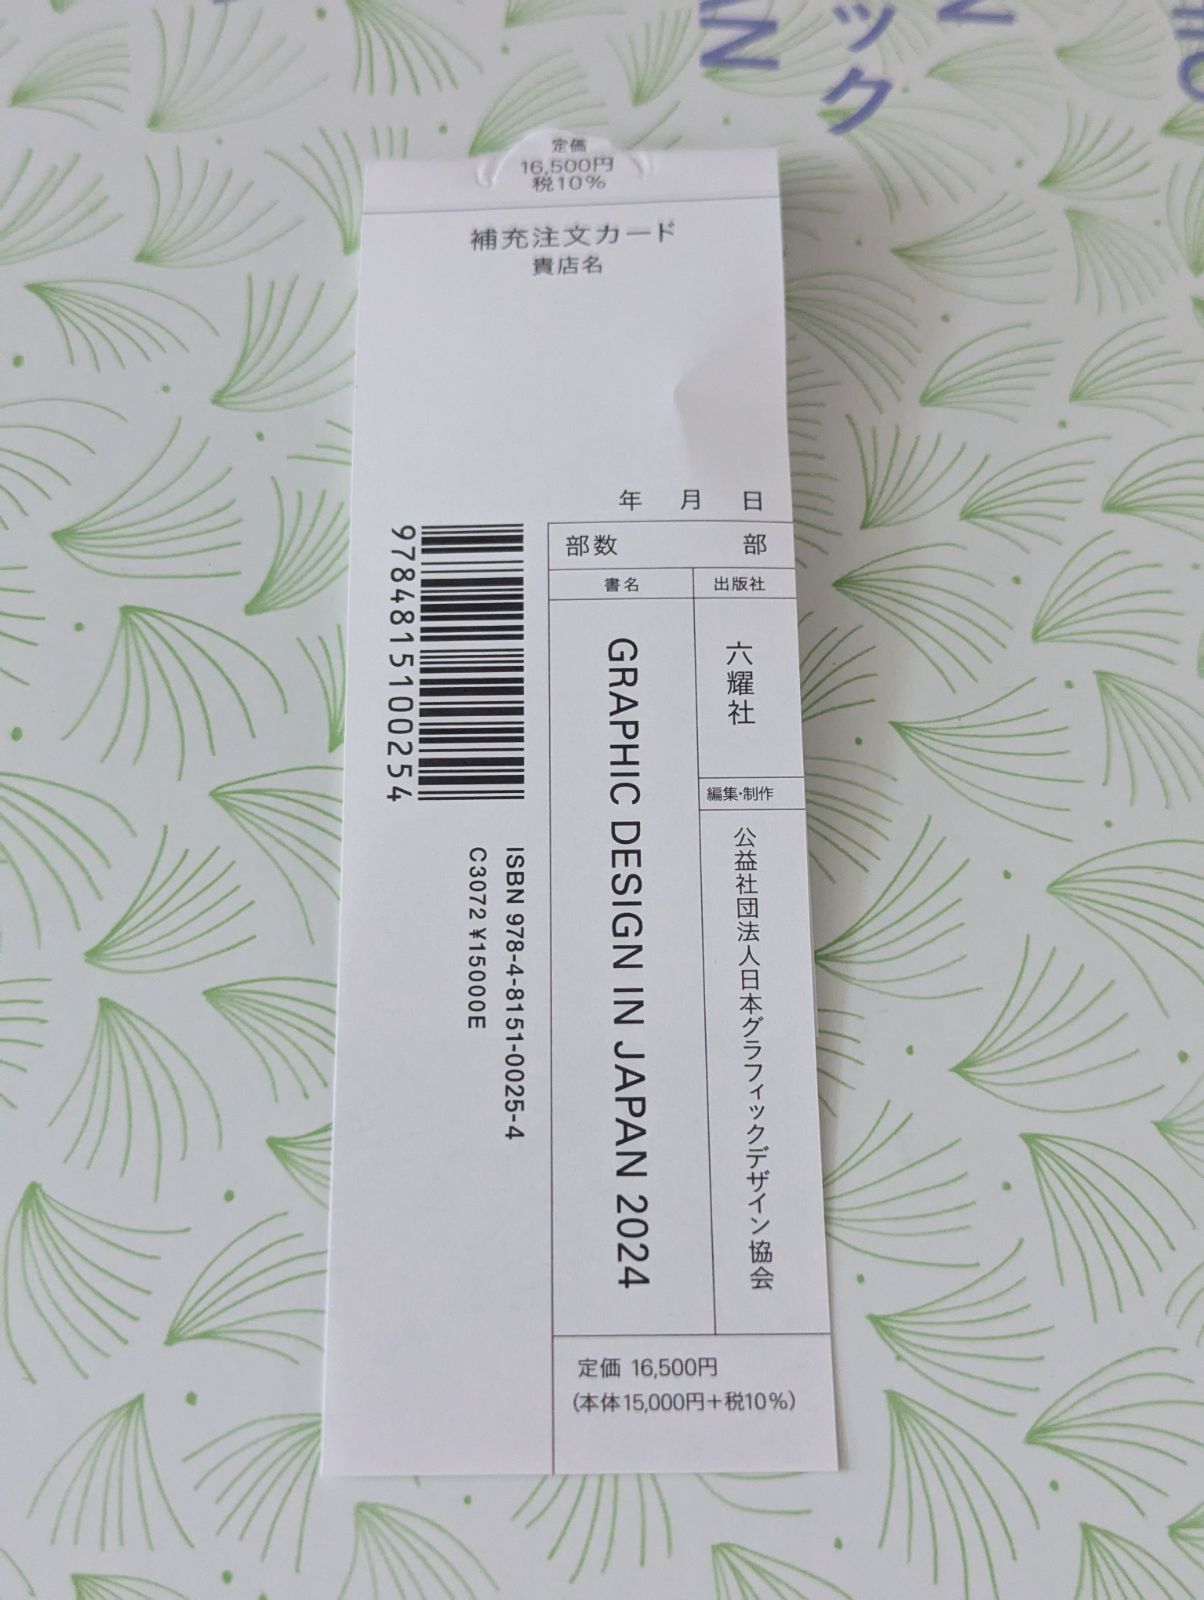 ック
定価
16,500円
税10%
補充注文カード
貴店名
年 月 日
部数 部
書名
出版社
GRAPHIC DESIGN IN JAPAN 2024
六耀社
編集・制作
公益社団法人日本グラフィックデザイン協会
定価 16,500円
(本体15,000円+税10%)
9784815100254
ISBN 978-4-8151-0025-4
C3072 ¥15000E